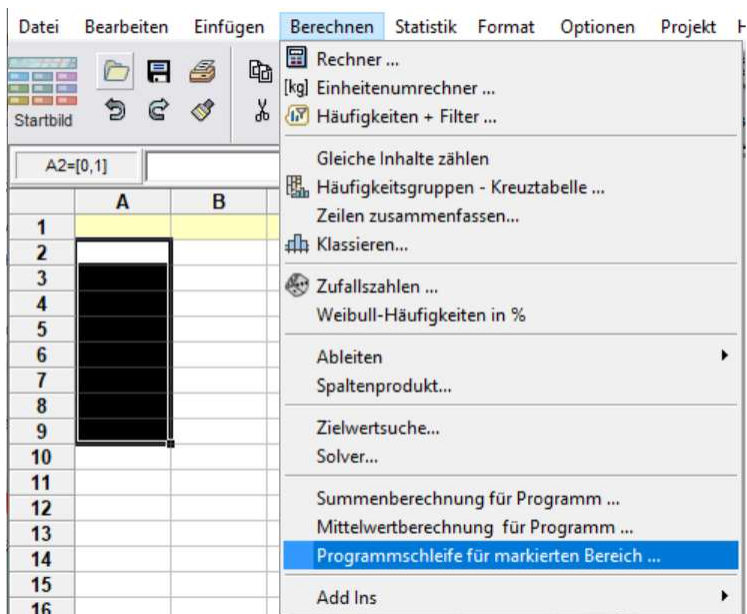 Datei Bearbeiten Einfügen Berechnen Statistik Format Optionen Projekt H
Startbild
A2=[0,1]
A B
1
2
3
4
5
6
7
8
9
10
11
12
13
14
15
16
Rechner ...
[kg] Einheitenumrechner ...
Häufigkeiten + Filter ...
Gleiche Inhalte zählen
Häufigkeitsgruppen - Kreuztabelle ...
Zeilen zusammenfassen...
Klassieren...
Zufallszahlen ...
Weibull-Häufigkeiten in %
Ableiten
Spaltenprodukt...
Zielwertsuche...
Solver...
Summenberechnung für Programm ...
Mittelwertberechnung für Programm ...
Programmschleife für markierten Bereich ...
Add Ins